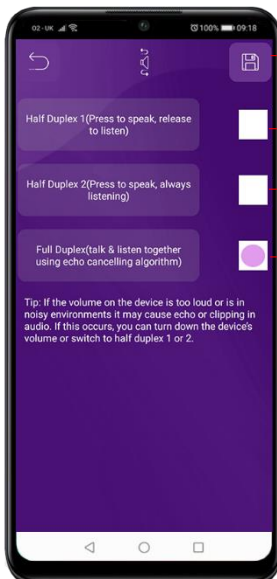 O2-UK 100% 09:18
Half Duplex 1(Press to speak, release
to listen)
Half Duplex 2(Press to speak, always
listening)
Full Duplex(talk & listen together
using echo cancelling algorithm)
Tip: If the volume on the device is too loud or is in
noisy environments it may cause echo or clipping in
audio. If this occurs, you can turn down the device's
volume or switch to half duplex 1 or 2.